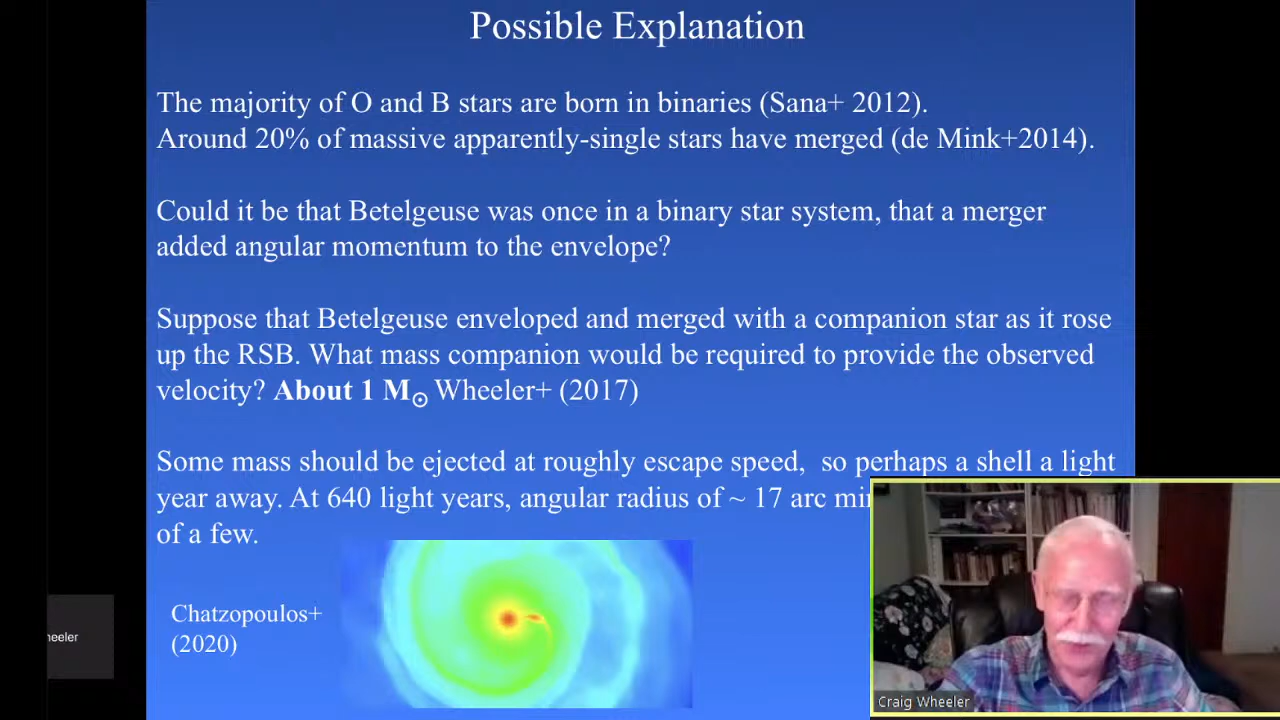 Possible Explanation
The majority of O and B stars are born in binaries (Sana+ 2012).
Around 20% of massive apparently-single stars have merged (de Mink+2014).
Could it be that Betelgeuse was once in a binary star system, that a merger
added angular momentum to the envelope?
Suppose that Betelgeuse enveloped and merged with a companion star as it rose
up the RSB. What mass companion would be required to provide the observed
velocity? About 1 M☉ Wheeler+ (2017)
Some mass should be ejected at roughly escape speed, so perhaps a shell a light
year away. At 640 light years, angular radius of ~ 17 arc
of a few.
Chatzopoulos+
(2020)
Craig Wheeler